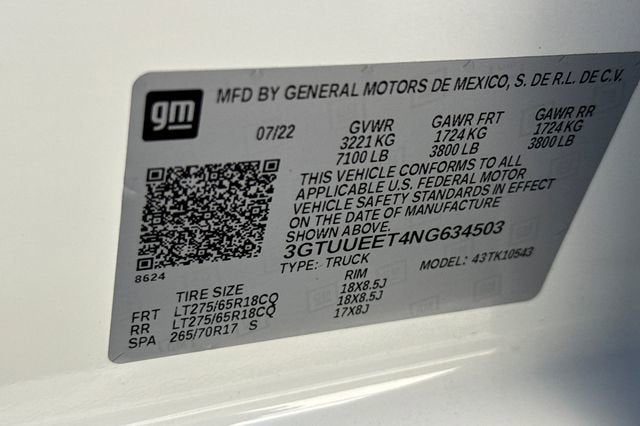 gm
MFD BY GENERAL MOTORS DE MEXICO, S. DE R.L. DE C.V.
07/22 GVWR GAWR FRT GAWR RR
3221 KG 1724 KG 1724 KG
7100 LB 3800 LB 3800 LB
THIS VEHICLE CONFORMS TO ALL
APPLICABLE U.S. FEDERAL MOTOR
VEHICLE SAFETY STANDARDS IN EFFECT
ON THE DATE OF MANUFACTURE
SHOWN ABOVE.
3GTUUEET4NG634503
TYPE: TRUCK MODEL: 43TK10543
8624
TIRE SIZE RIM
FRT LT275/65R18CQ 18X8.5J
RR LT275/65R18CQ 18X8.5J
SPA 265/70R17 S 17X8J